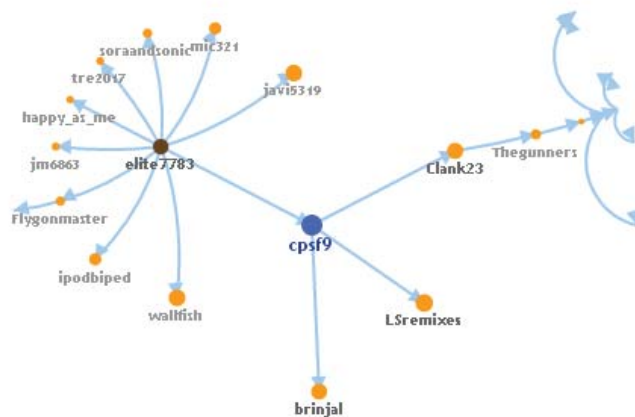 soraandsonic
mic321
tre2017
javi5319
happy_as_me
elite7783
jm6863
Clank23
Thegunners
Flygonmaster
cpsf9
ipodbiped
wallfish
LSremixes
brinjal